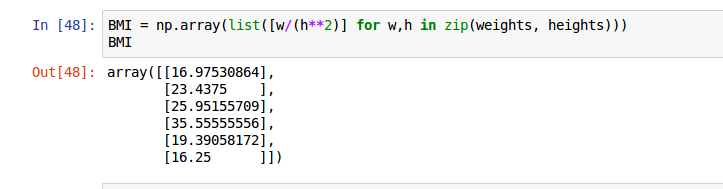 In [48]: BMI = np.array(list([w/(h**2)] for w,h in zip(weights, heights)))
BMI
Out[48]: array([[16.97530864],
[23.4375    ],
[25.95155709],
[35.55555556],
[19.39058172],
[16.25      ]])